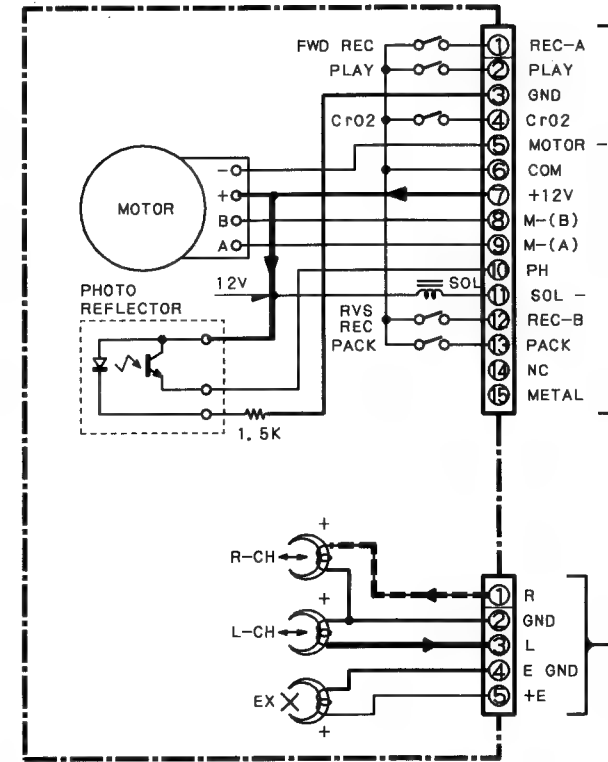 FWD REC ① REC-A
PLAY ② PLAY
③ GND
CrO2 ④ CrO2
⑤ MOTOR -
- ⑥ COM
+ ⑦ +12V
MOTOR
B ⑧ M-(B)
A ⑨ M-(A)
⑩ PH
12V SOL ⑪ SOL -
PHOTO
REFLECTOR
RVS
REC ⑫ REC-B
PACK ⑬ PACK
⑭ NC
⑮ METAL
1.5K
+
R-CH
① R
+
② GND
L-CH ③ L
④ E GND
EX ⑤ +E
+